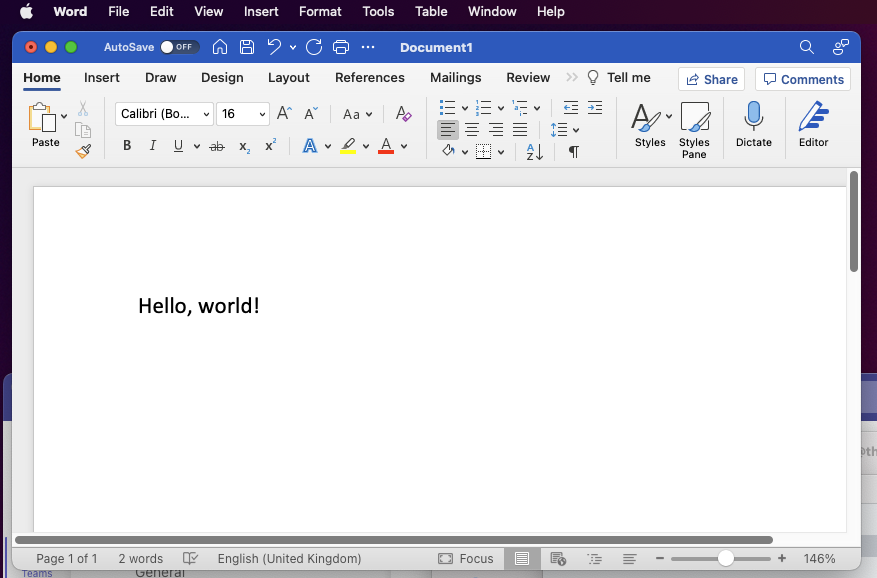 Word File Edit View Insert Format Tools Table Window Help
AutoSave OFF Document1
Home Insert Draw Design Layout References Mailings Review Tell me Share Comments
Calibri (Bo... 16 Aa
Paste
B I U ab x₂ x² A A
Styles
Styles Pane
Dictate
Editor
Hello, world!
Page 1 of 1 2 words English (United Kingdom) Focus 146%
Teams
General